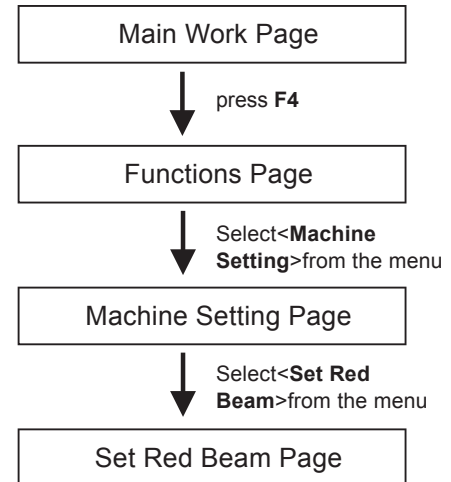 Main Work Page
press F4
Functions Page
Select<Machine
Setting>from the menu
Machine Setting Page
Select<Set Red
Beam>from the menu
Set Red Beam Page